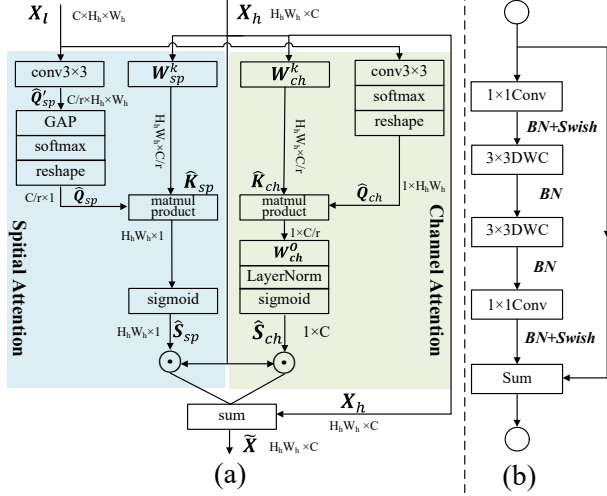 X_l C×H_h×W_h
X_h H_hW_h×C
conv3×3
W^k_sp
W^k_ch
conv3×3
softmax
reshape
Q̂'_sp C/r×H_h×W_h
GAP
softmax
reshape
H_hW_h×C/r
H_hW_h×C/r
C/r×1 Q̂_sp
K̂_sp
K̂_ch
Q̂_ch
1×H_hW_h
matmul
product
matmul
product
H_hW_h×1
1×C/r
W^O_ch
LayerNorm
sigmoid
sigmoid
H_hW_h×1 Ŝ_sp
Ŝ_ch 1×C
Spitial Attention
Channel Attention
sum
X_h
H_hW_h×C
X̃ H_hW_h×C
(a)
1×1Conv
BN+Swish
3×3DWC
BN
3×3DWC
BN
1×1Conv
BN+Swish
Sum
(b)